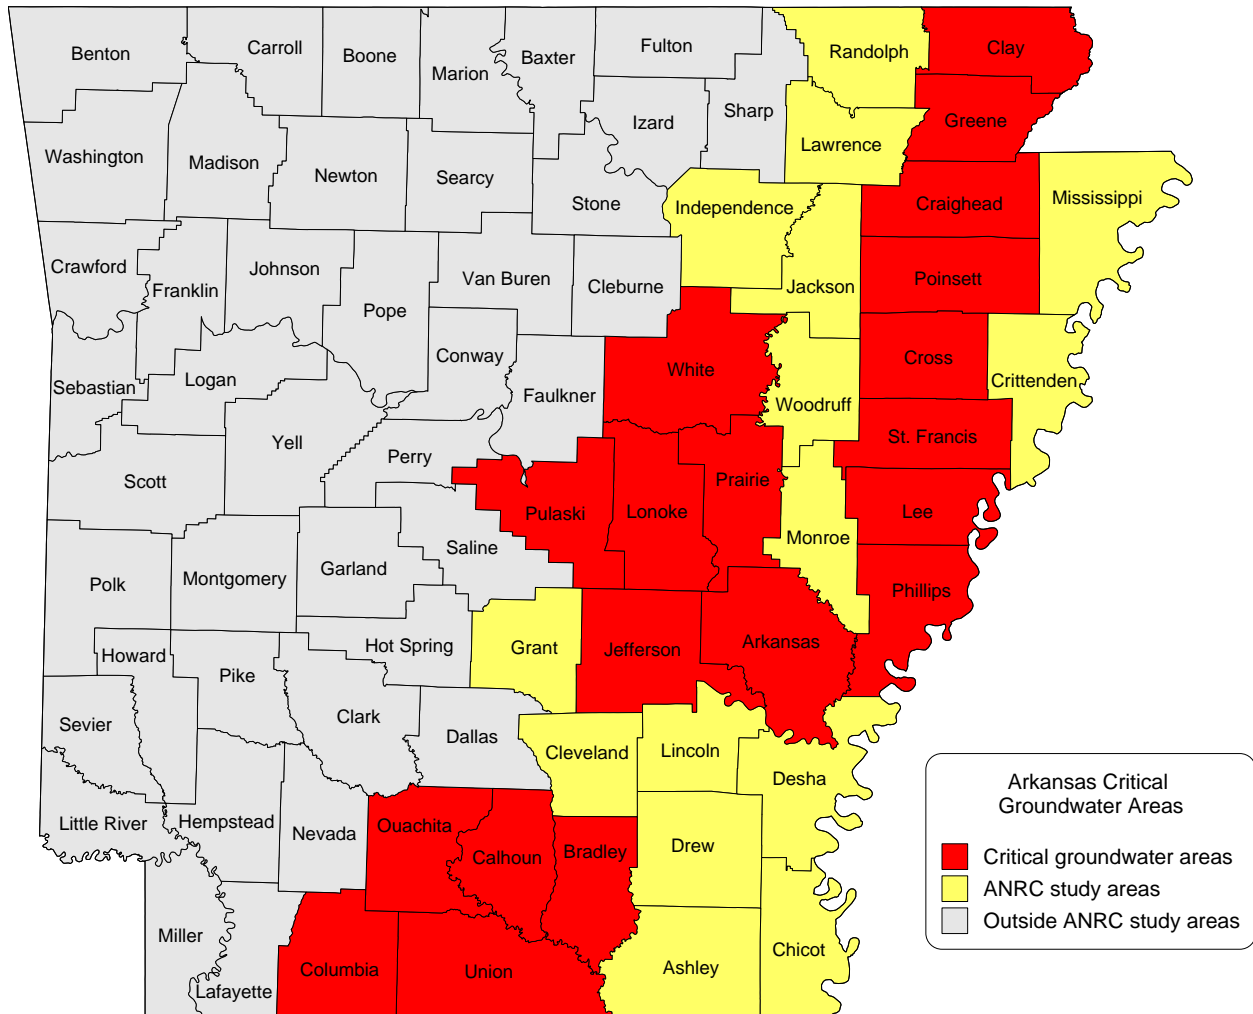 Benton
Carroll
Boone
Marion
Baxter
Fulton
Randolph
Clay
Sharp
Izard
Greene
Lawrence
Washington
Madison
Newton
Searcy
Stone
Independence
Craighead
Mississippi
Crawford
Franklin
Johnson
Pope
Van Buren
Cleburne
Jackson
Poinsett
Sebastian
Logan
Conway
Faulkner
White
Woodruff
Cross
Crittenden
Yell
Perry
St. Francis
Scott
Pulaski
Lonoke
Prairie
Lee
Monroe
Saline
Polk
Montgomery
Garland
Phillips
Howard
Pike
Hot Spring
Grant
Jefferson
Arkansas
Sevier
Clark
Dallas
Cleveland
Lincoln
Desha
Little River
Hempstead
Nevada
Ouachita
Calhoun
Bradley
Drew
Miller
Lafayette
Columbia
Union
Ashley
Chicot
Arkansas Critical
Groundwater Areas
Critical groundwater areas
ANRC study areas
Outside ANRC study areas